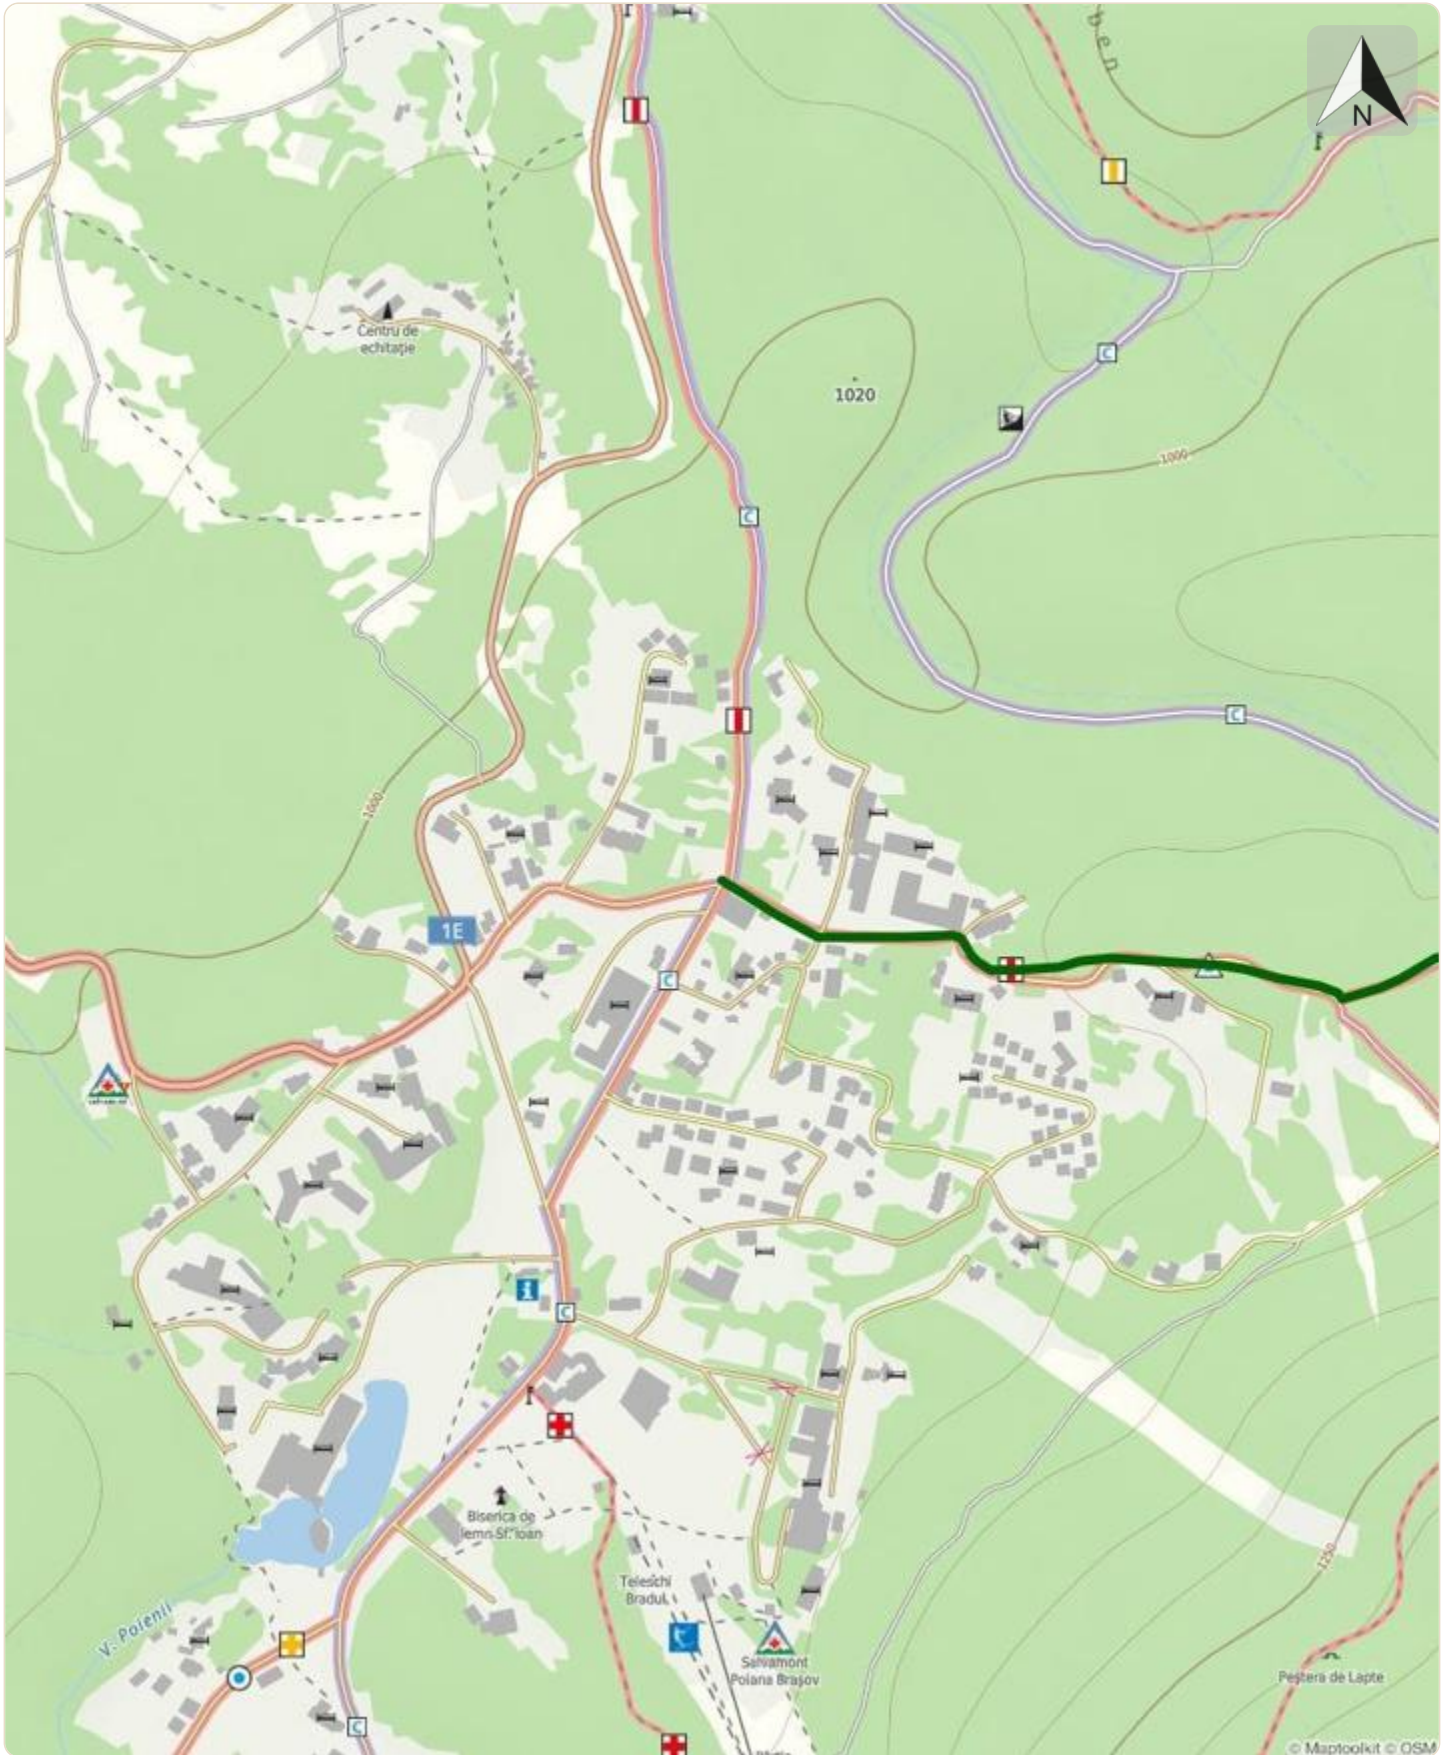 ben
N
C
Centru de
echitație
1020
1000
C
C
1000
1E
C
C
i
Biserica de
lemn Sf. Ioan
1250
Teleschi
Bradul
V. Poienii
Salvamont
Poiana Brașov
Peștera de Lapte
C
© Maptoolkit © OSM